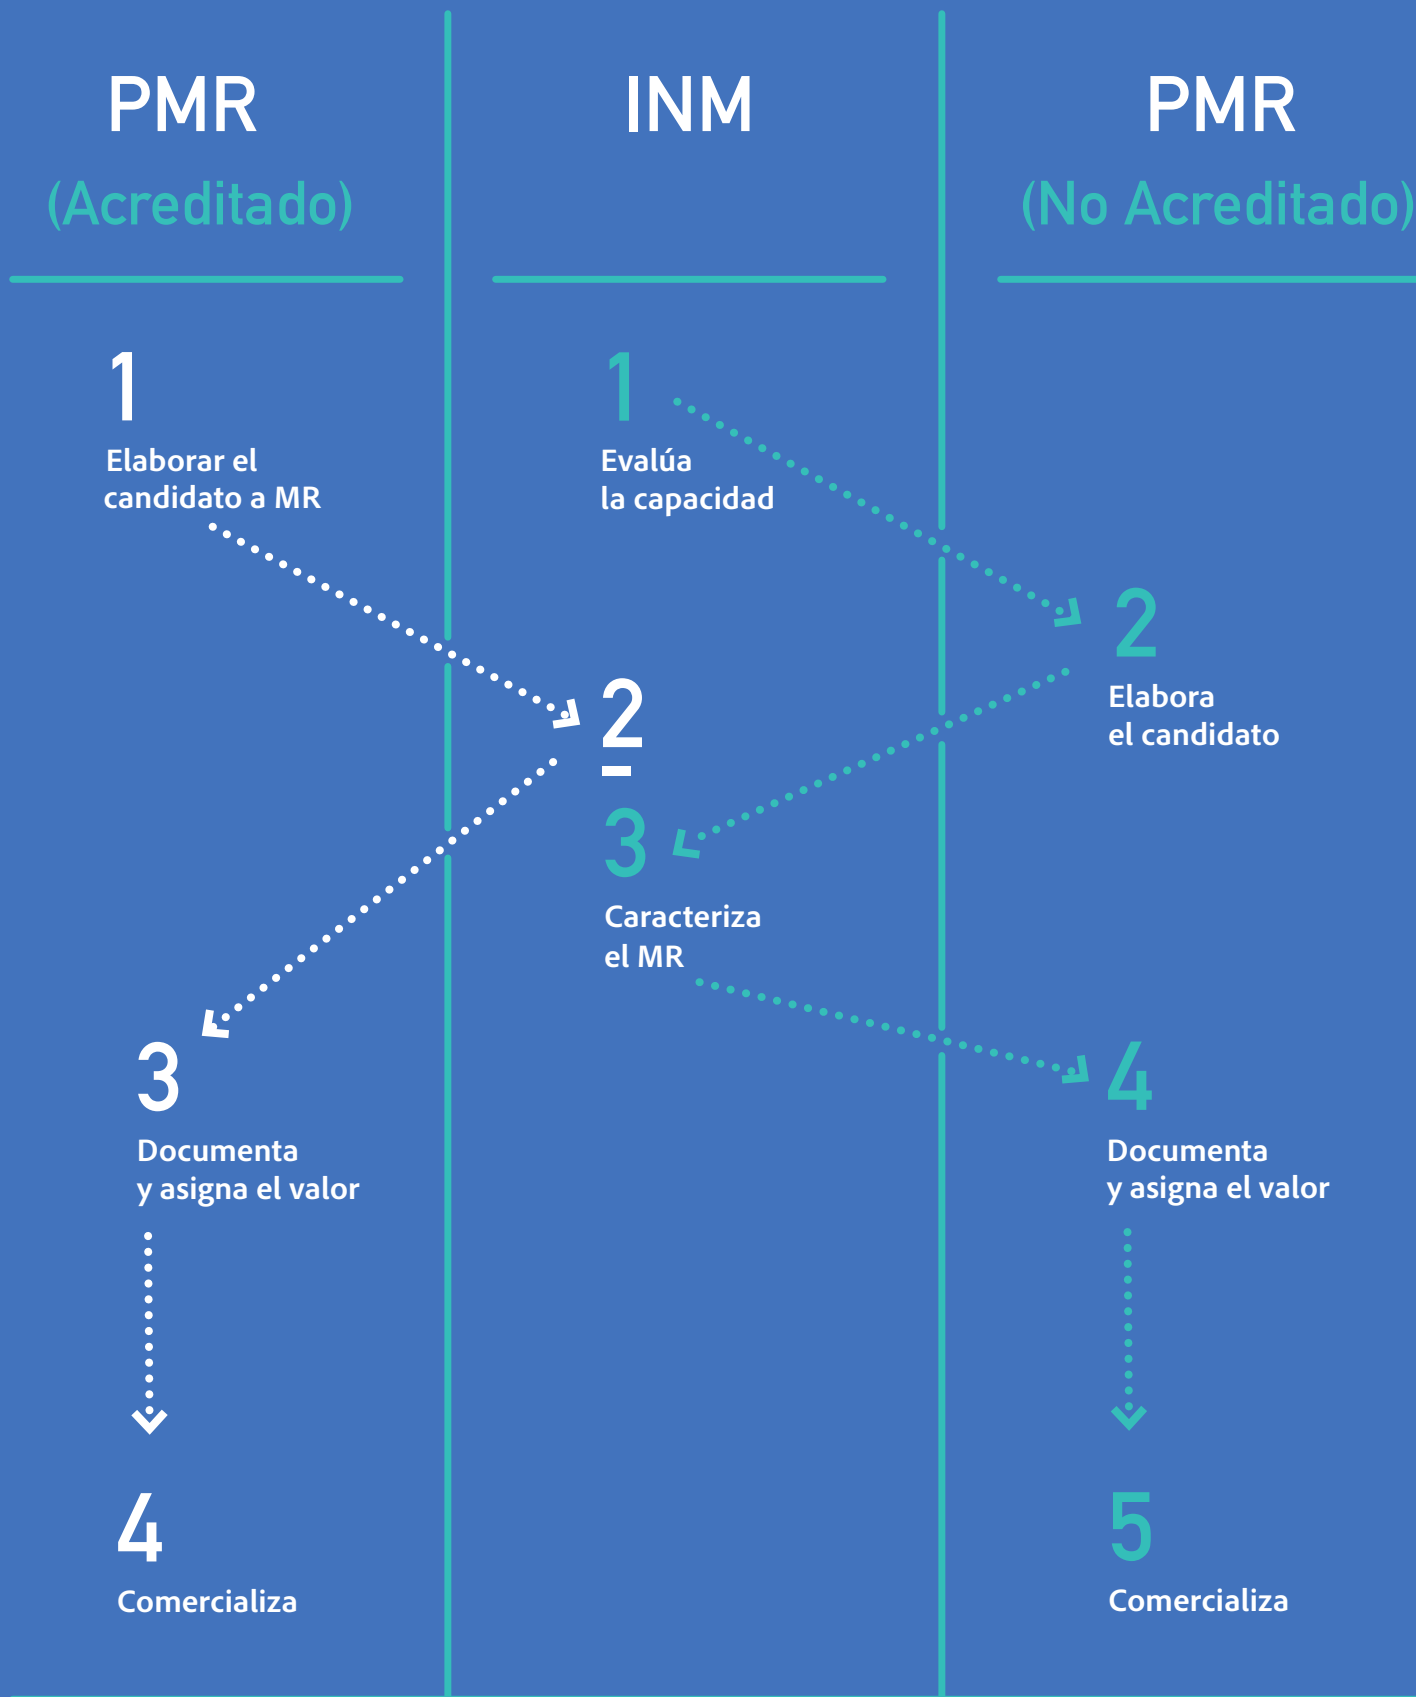 PMR
(Acreditado)
INM
PMR
(No Acreditado)
1
Elaborar el
candidato a MR
1
Evalúa
la capacidad
2
Elabora
el candidato
2
3
Caracteriza
el MR
3
Documenta
y asigna el valor
4
Documenta
y asigna el valor
4
Comercializa
5
Comercializa